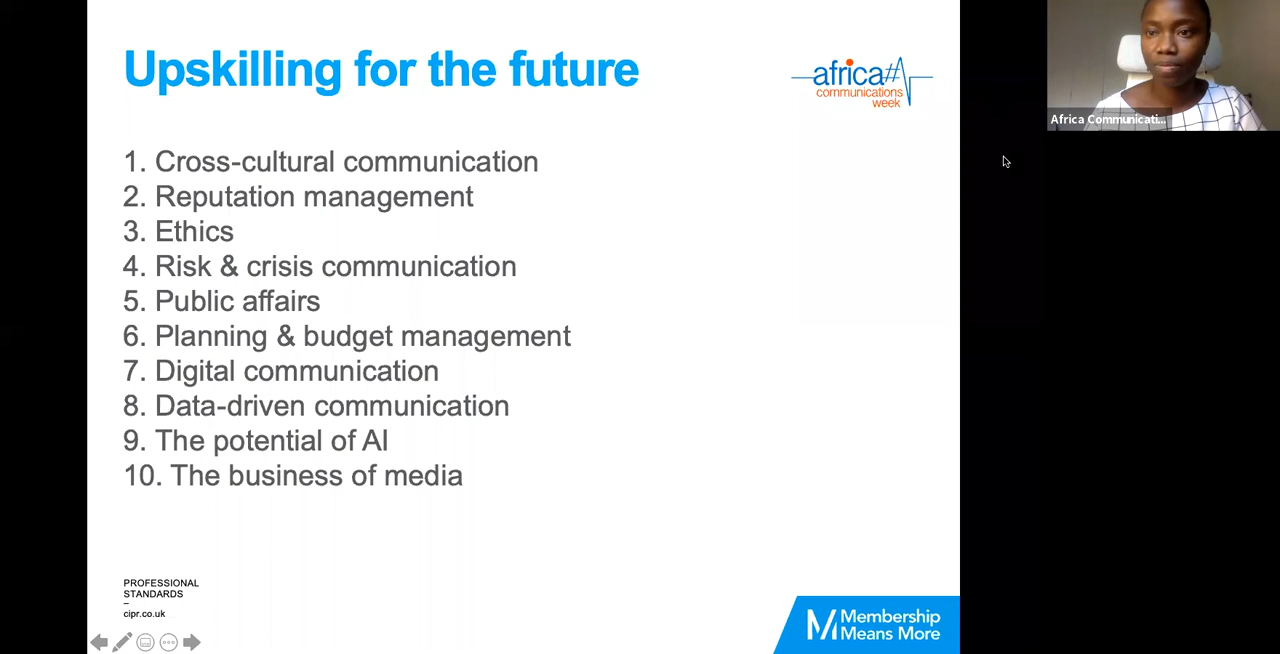 Upskilling for the future
africa#
communications
week
1. Cross-cultural communication
2. Reputation management
3. Ethics
4. Risk & crisis communication
5. Public affairs
6. Planning & budget management
7. Digital communication
8. Data-driven communication
9. The potential of AI
10. The business of media
PROFESSIONAL
STANDARDS
–
cipr.co.uk
Membership
Means More
Africa Communicati...